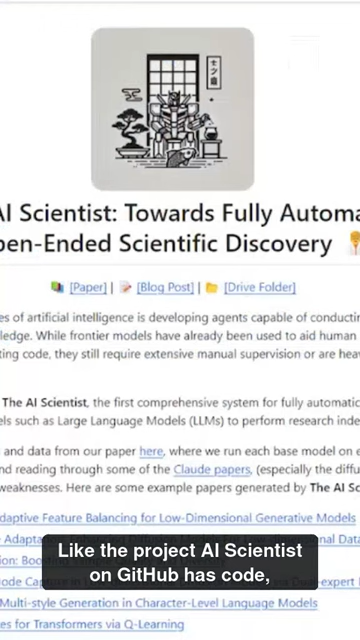 AI Scientist: Towards Fully Automa
pen-Ended Scientific Discovery
[Paper] | [Blog Post] | [Drive Folder]
es of artificial intelligence is developing agents capable of conductin
ledge. While frontier models have already been used to aid human
ting code, they still require extensive manual supervision or are heav
The AI Scientist, the first comprehensive system for fully automatic
els such as Large Language Models (LLMs) to perform research inde
and data from our paper here, where we run each base model on e
nd reading through some of the Claude papers, (especially the diffu
weaknesses. Here are some example papers generated by The AI Sc
daptive Feature Balancing for Low-Dimensional Generative Models
Like the project AI Scientist
on GitHub has code,
Multi-style Generation in Character-Level Language Models
es for Transformers via Q-Learning